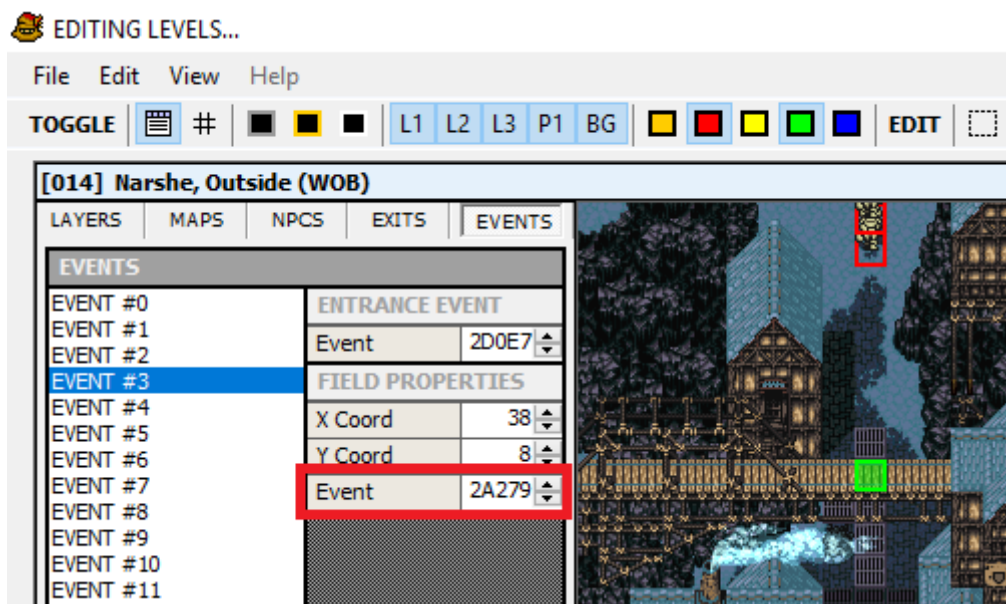 EDITING LEVELS...
File Edit View Help
TOGGLE L1 L2 L3 P1 BG EDIT
[014] Narshe, Outside (WOB)
LAYERS MAPS NPCS EXITS EVENTS
EVENTS
EVENT #0
EVENT #1
EVENT #2
EVENT #3
EVENT #4
EVENT #5
EVENT #6
EVENT #7
EVENT #8
EVENT #9
EVENT #10
EVENT #11
ENTRANCE EVENT
Event 2D0E7
FIELD PROPERTIES
X Coord 38
Y Coord 8
Event 2A279